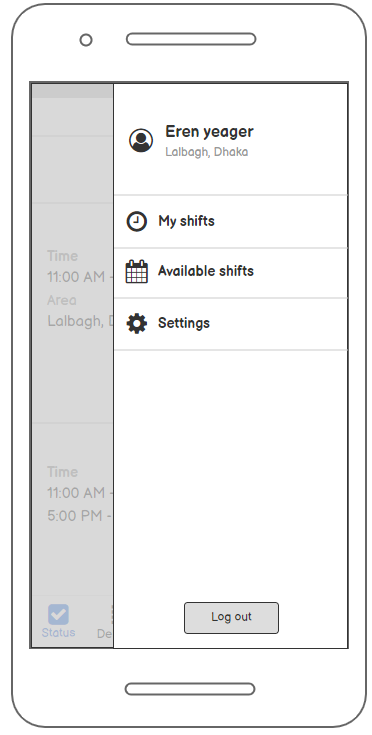 Eren yeager
Lalbagh, Dhaka
My shifts
Available shifts
Settings
Log out
Time
11:00 AM -
Area
Lalbagh, D
Time
11:00 AM -
5:00 PM -
Status
De